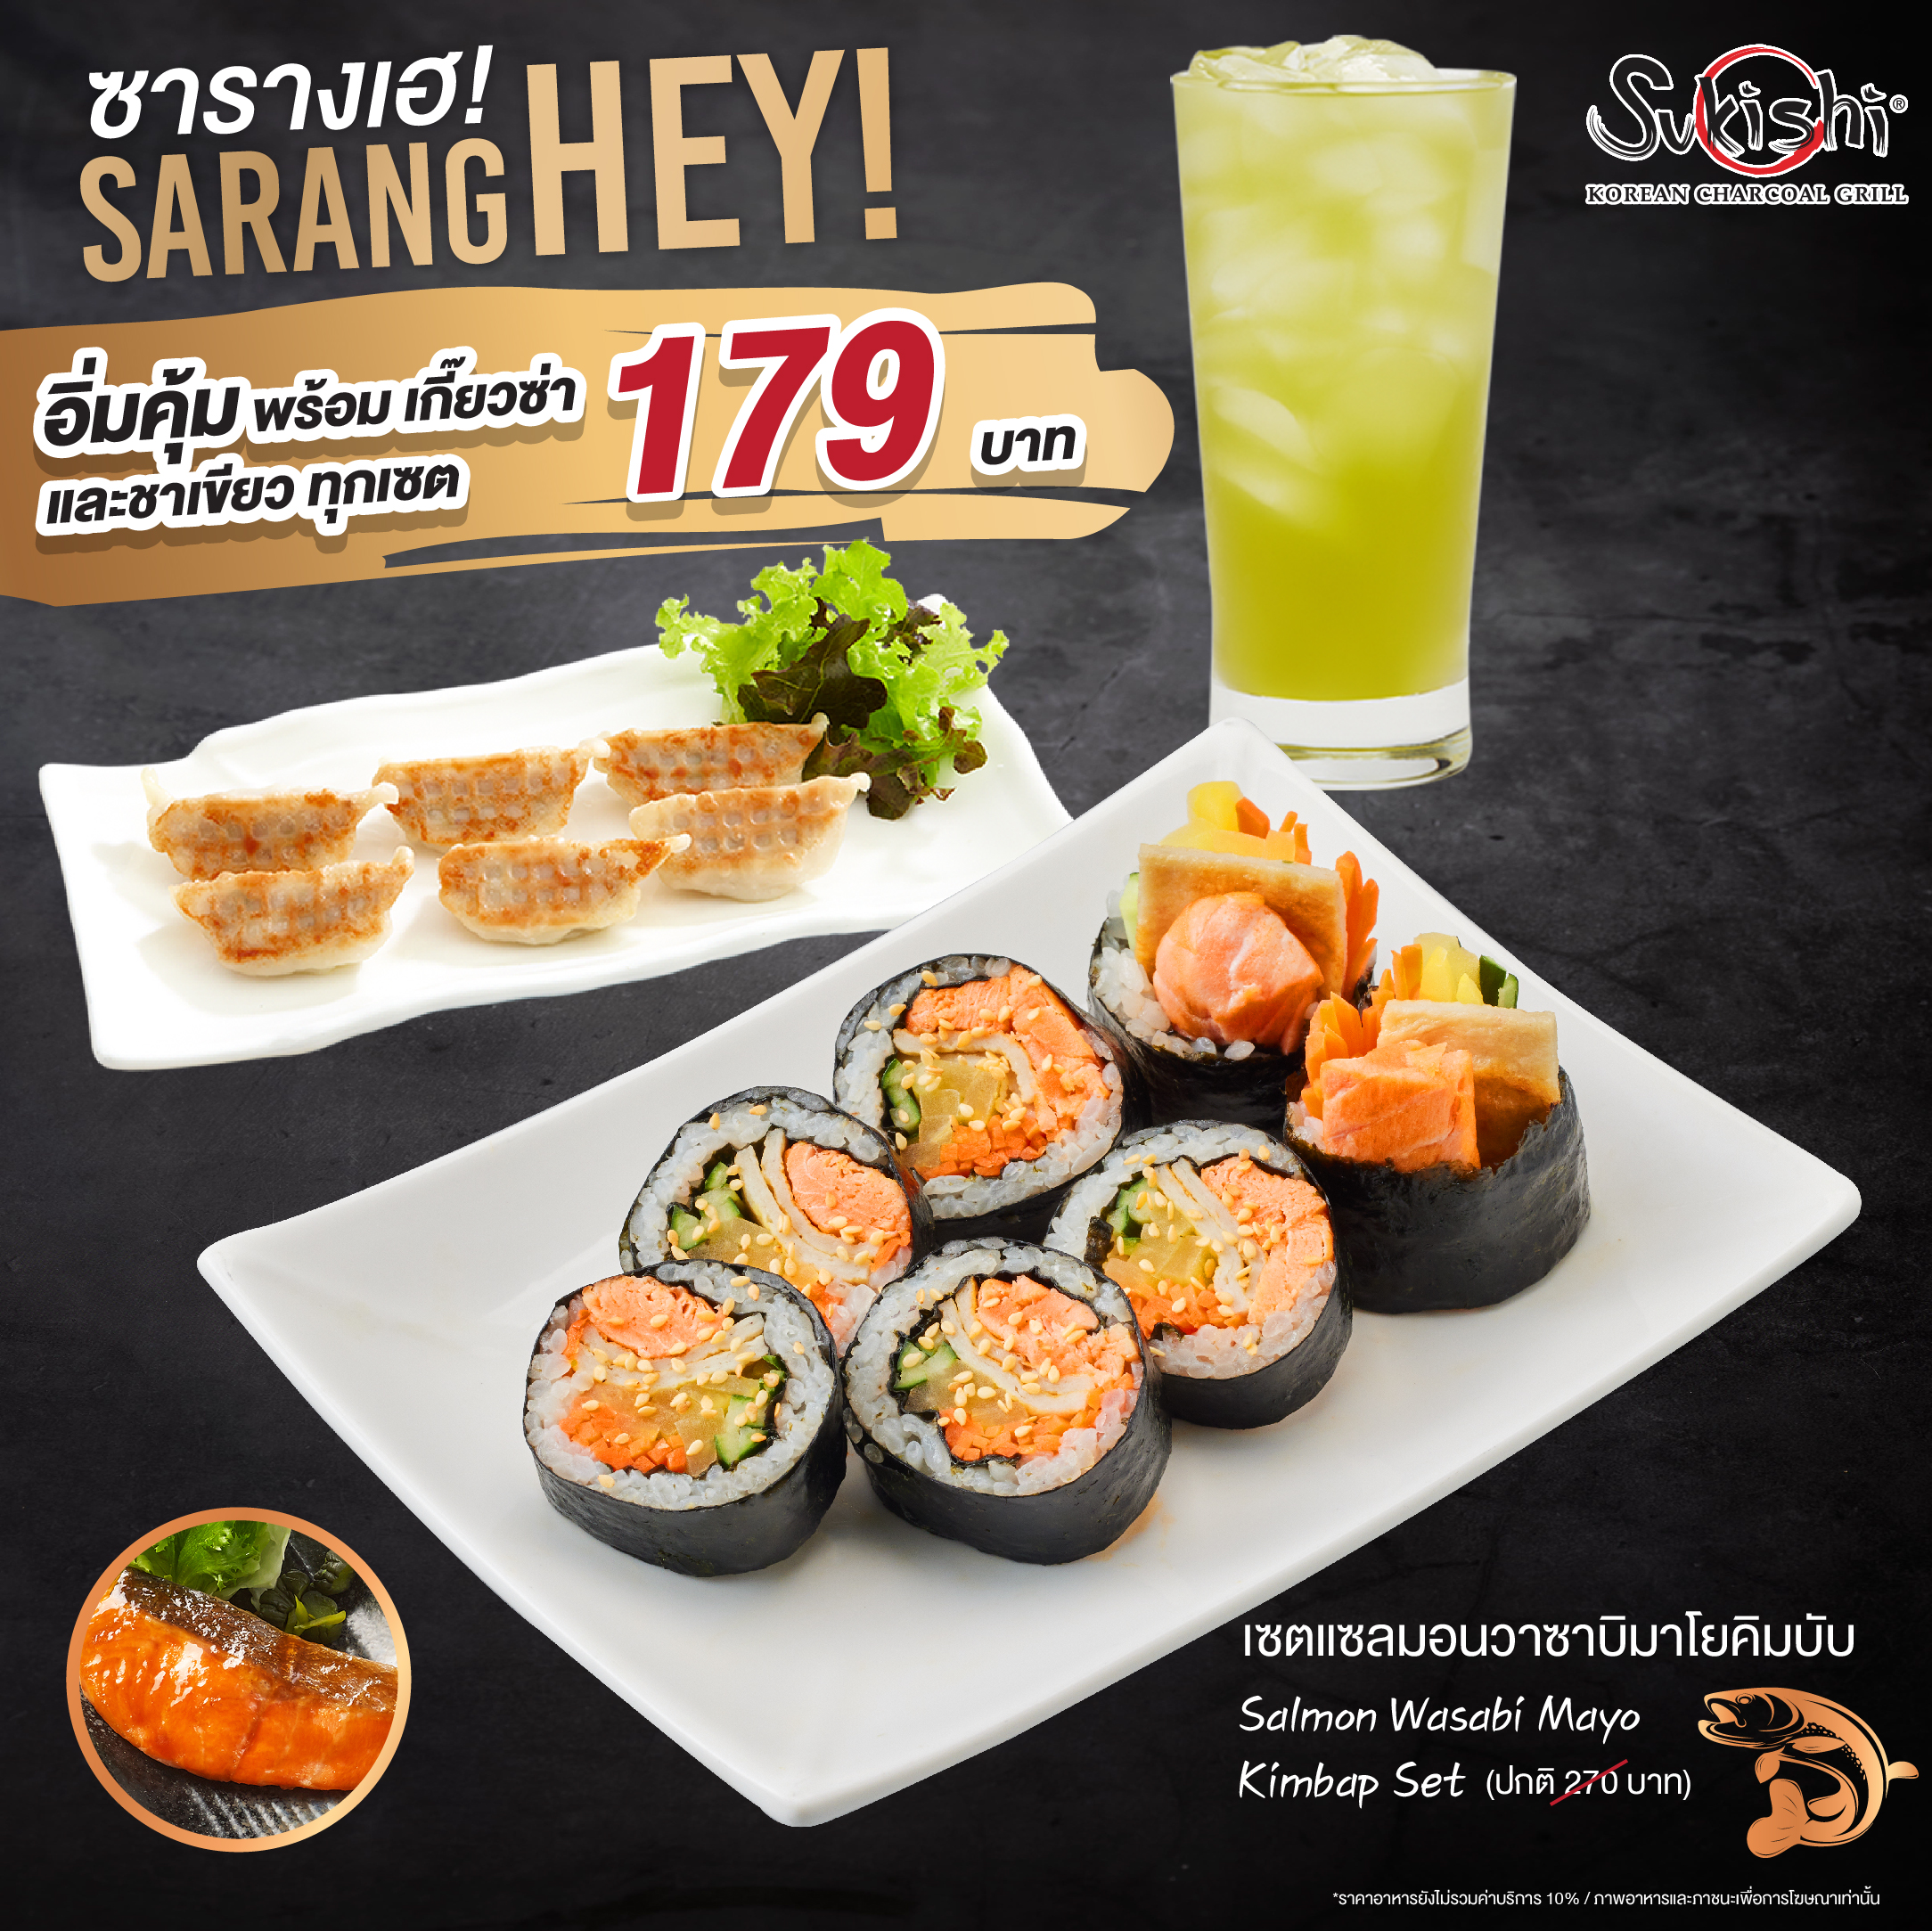 ซารางเฮ!
SARANGHEY!
Sukishi®
KOREAN CHARCOAL GRILL
อิ่มคุ้ม พร้อม เกี๊ยวซ่า
และชาเขียว ทุกเซต
179 บาท
เซตแซลมอนวาซาบิมาโยคิมบับ
Salmon Wasabi Mayo
Kimbap Set (ปกติ 270 บาท)
*ราคาอาหารยังไม่รวมค่าบริการ 10% / ภาพอาหารและภาชนะเพื่อการโฆษณาเท่านั้น